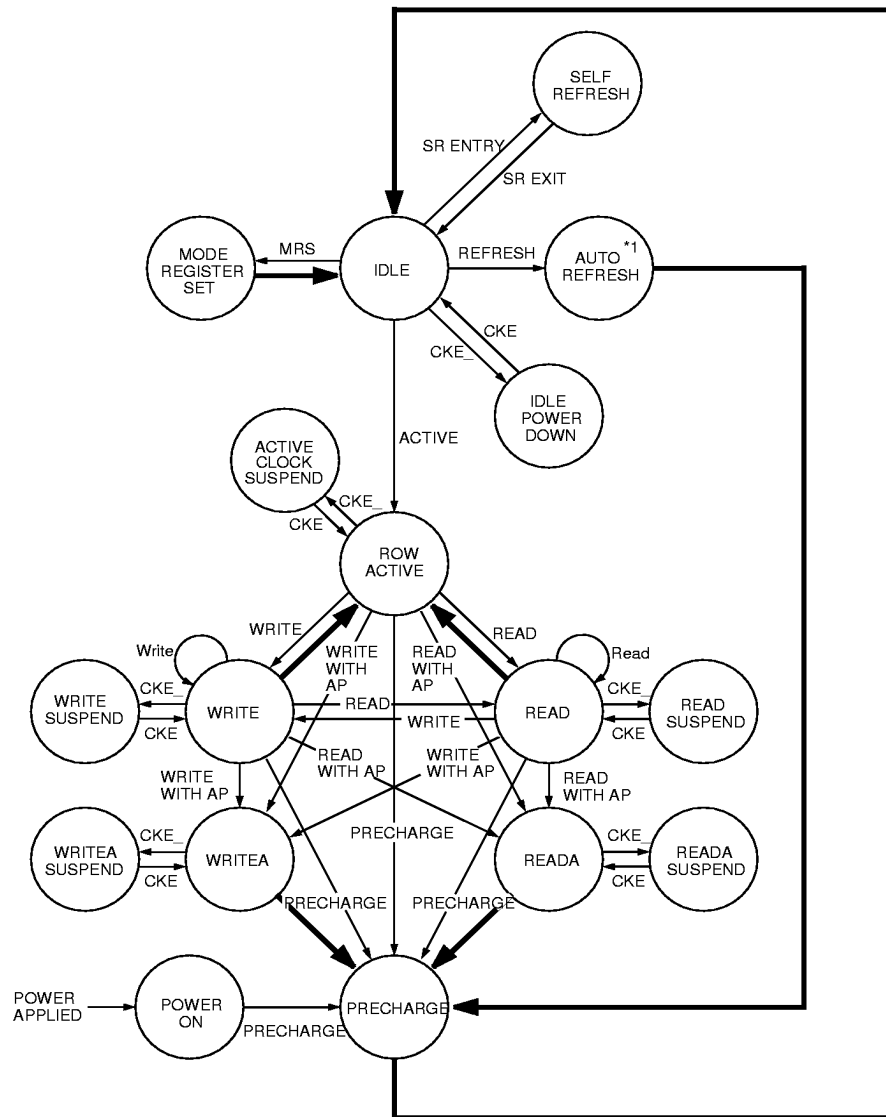 SELF
REFRESH
SR ENTRY
SR EXIT
MODE
REGISTER
SET
MRS
IDLE
REFRESH
AUTO *1
REFRESH
CKE
CKE_
IDLE
POWER
DOWN
ACTIVE
ACTIVE
CLOCK
SUSPEND
CKE_
CKE
ROW
ACTIVE
WRITE
READ
Write
WRITE
WITH
AP
READ
WITH
AP
Read
WRITE
SUSPEND
CKE_
CKE
WRITE
READ
WRITE
READ
CKE_
CKE
READ
SUSPEND
WRITE
WITH AP
READ
WITH AP
WRITE
WITH AP
READ
WITH AP
WRITEA
SUSPEND
CKE_
CKE
WRITEA
PRECHARGE
READA
CKE_
CKE
READA
SUSPEND
PRECHARGE
PRECHARGE
POWER
APPLIED
POWER
ON
PRECHARGE
PRECHARGE